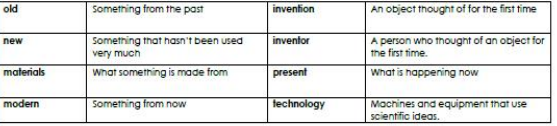 old Something from the past invention An object thought of for the first time
new Something that hasn't been used inventor A person who thought of an object for
very much the first time.
materials What something is made from present What is happening now
modern Something from now technology Machines and equipment that use
scientific ideas.